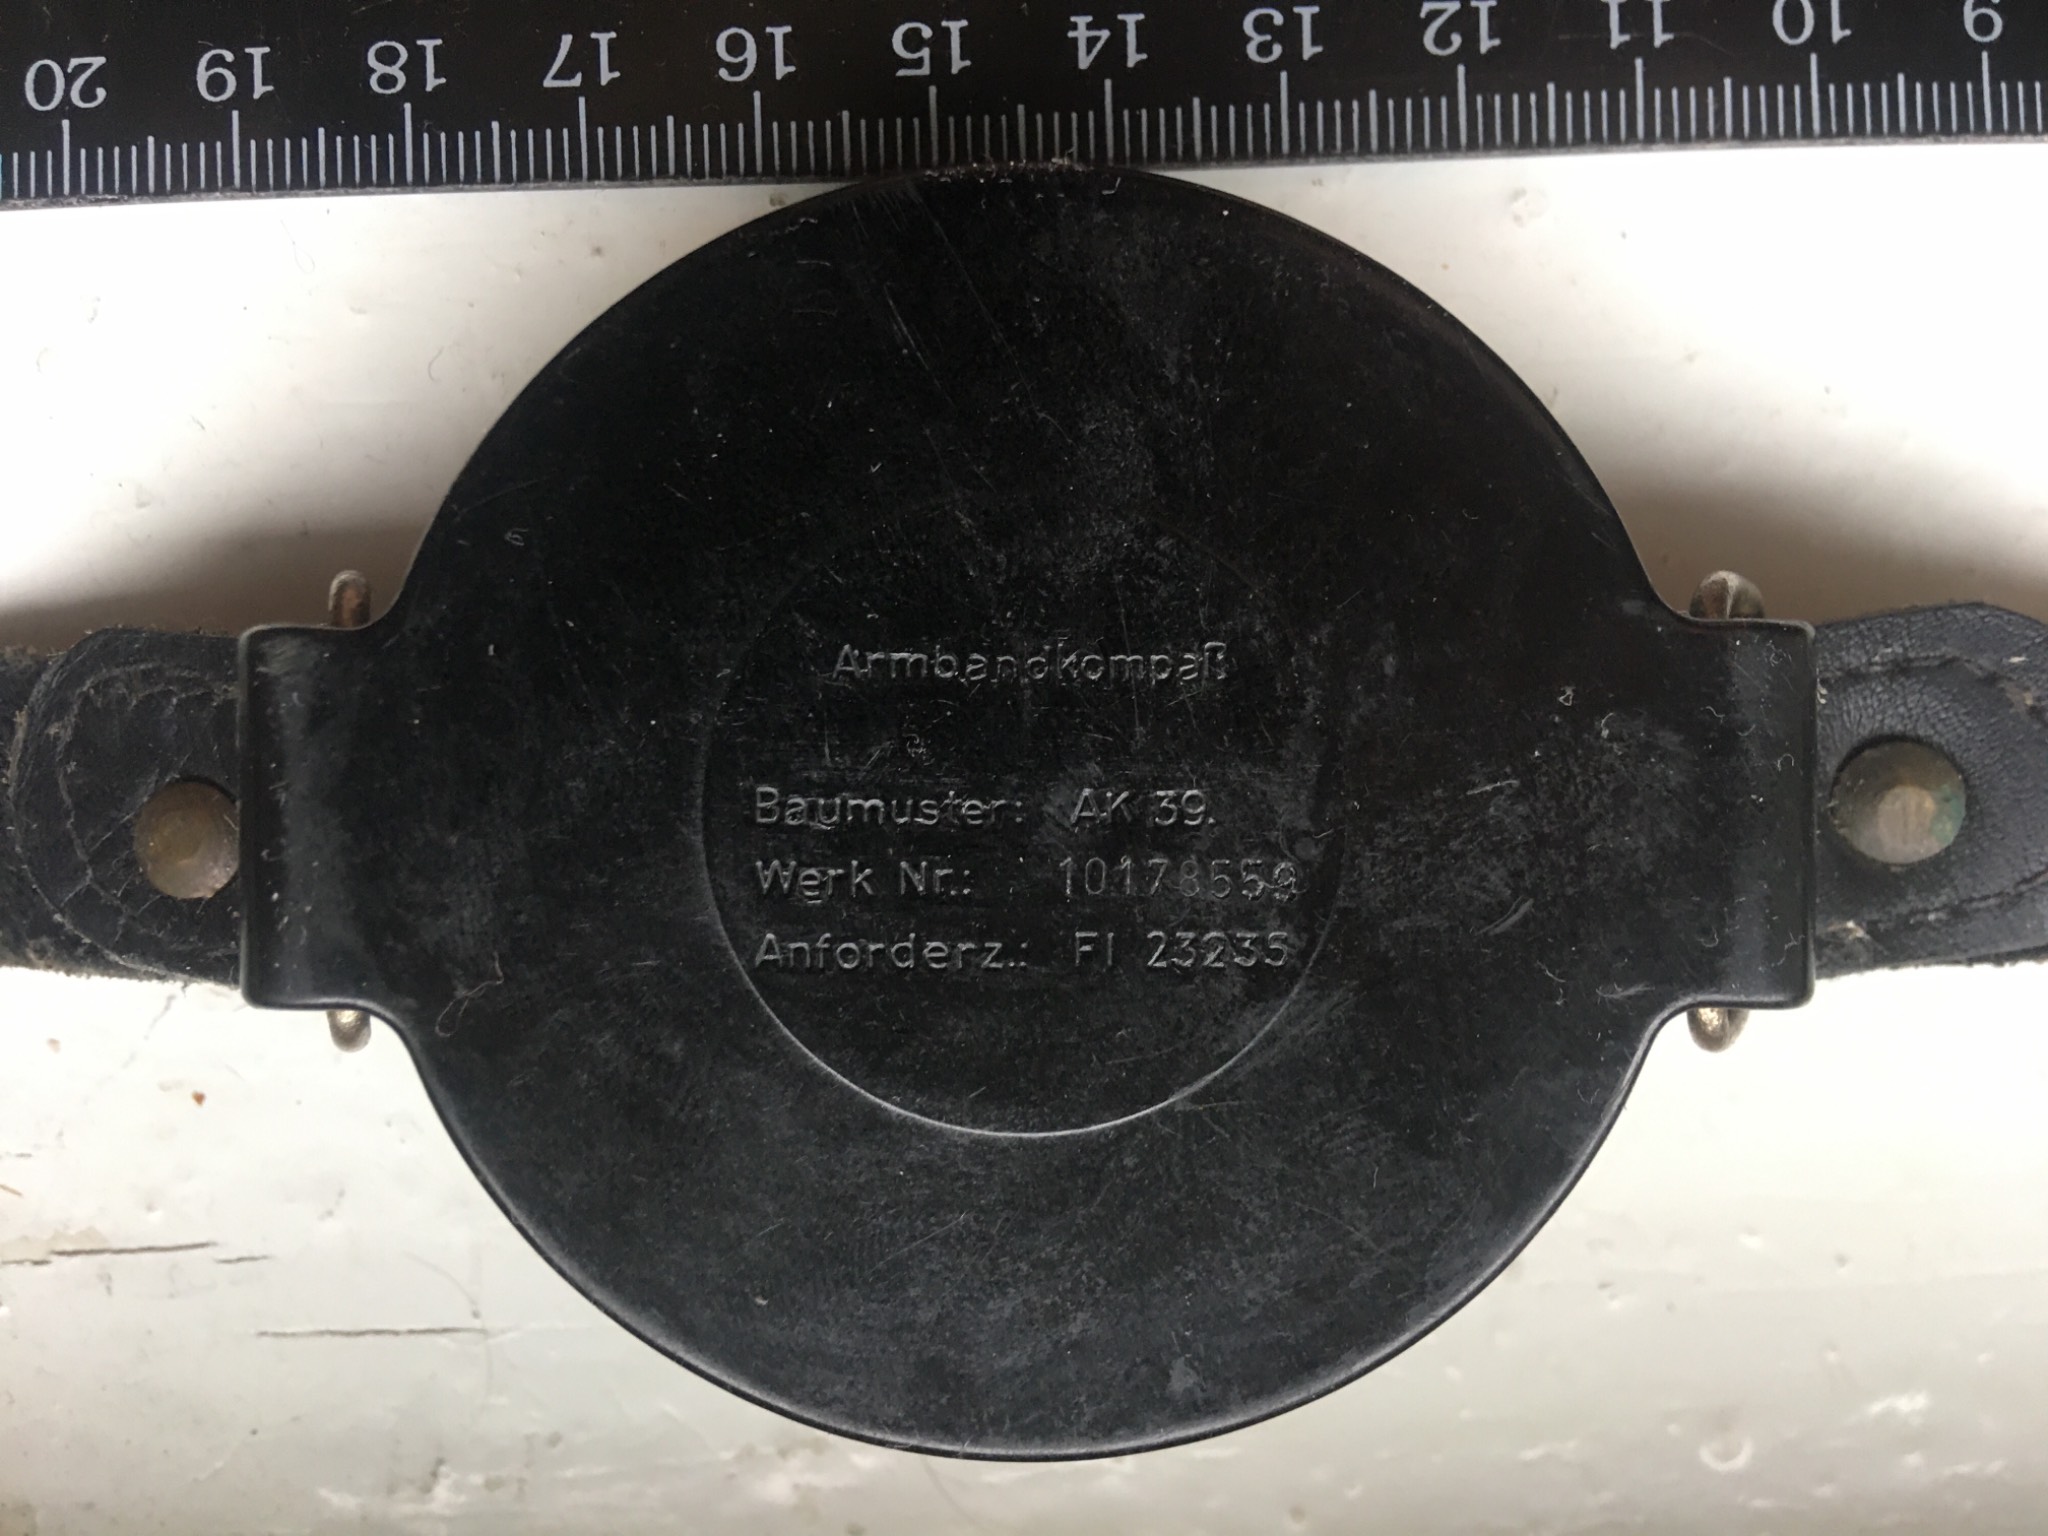 20 19 18 17 16 15 14 13 12 11 10 9
Armbandkompaß
Baumuster: AK 39.
Werk Nr.: 10178559
Anforderz.: Fl 23235